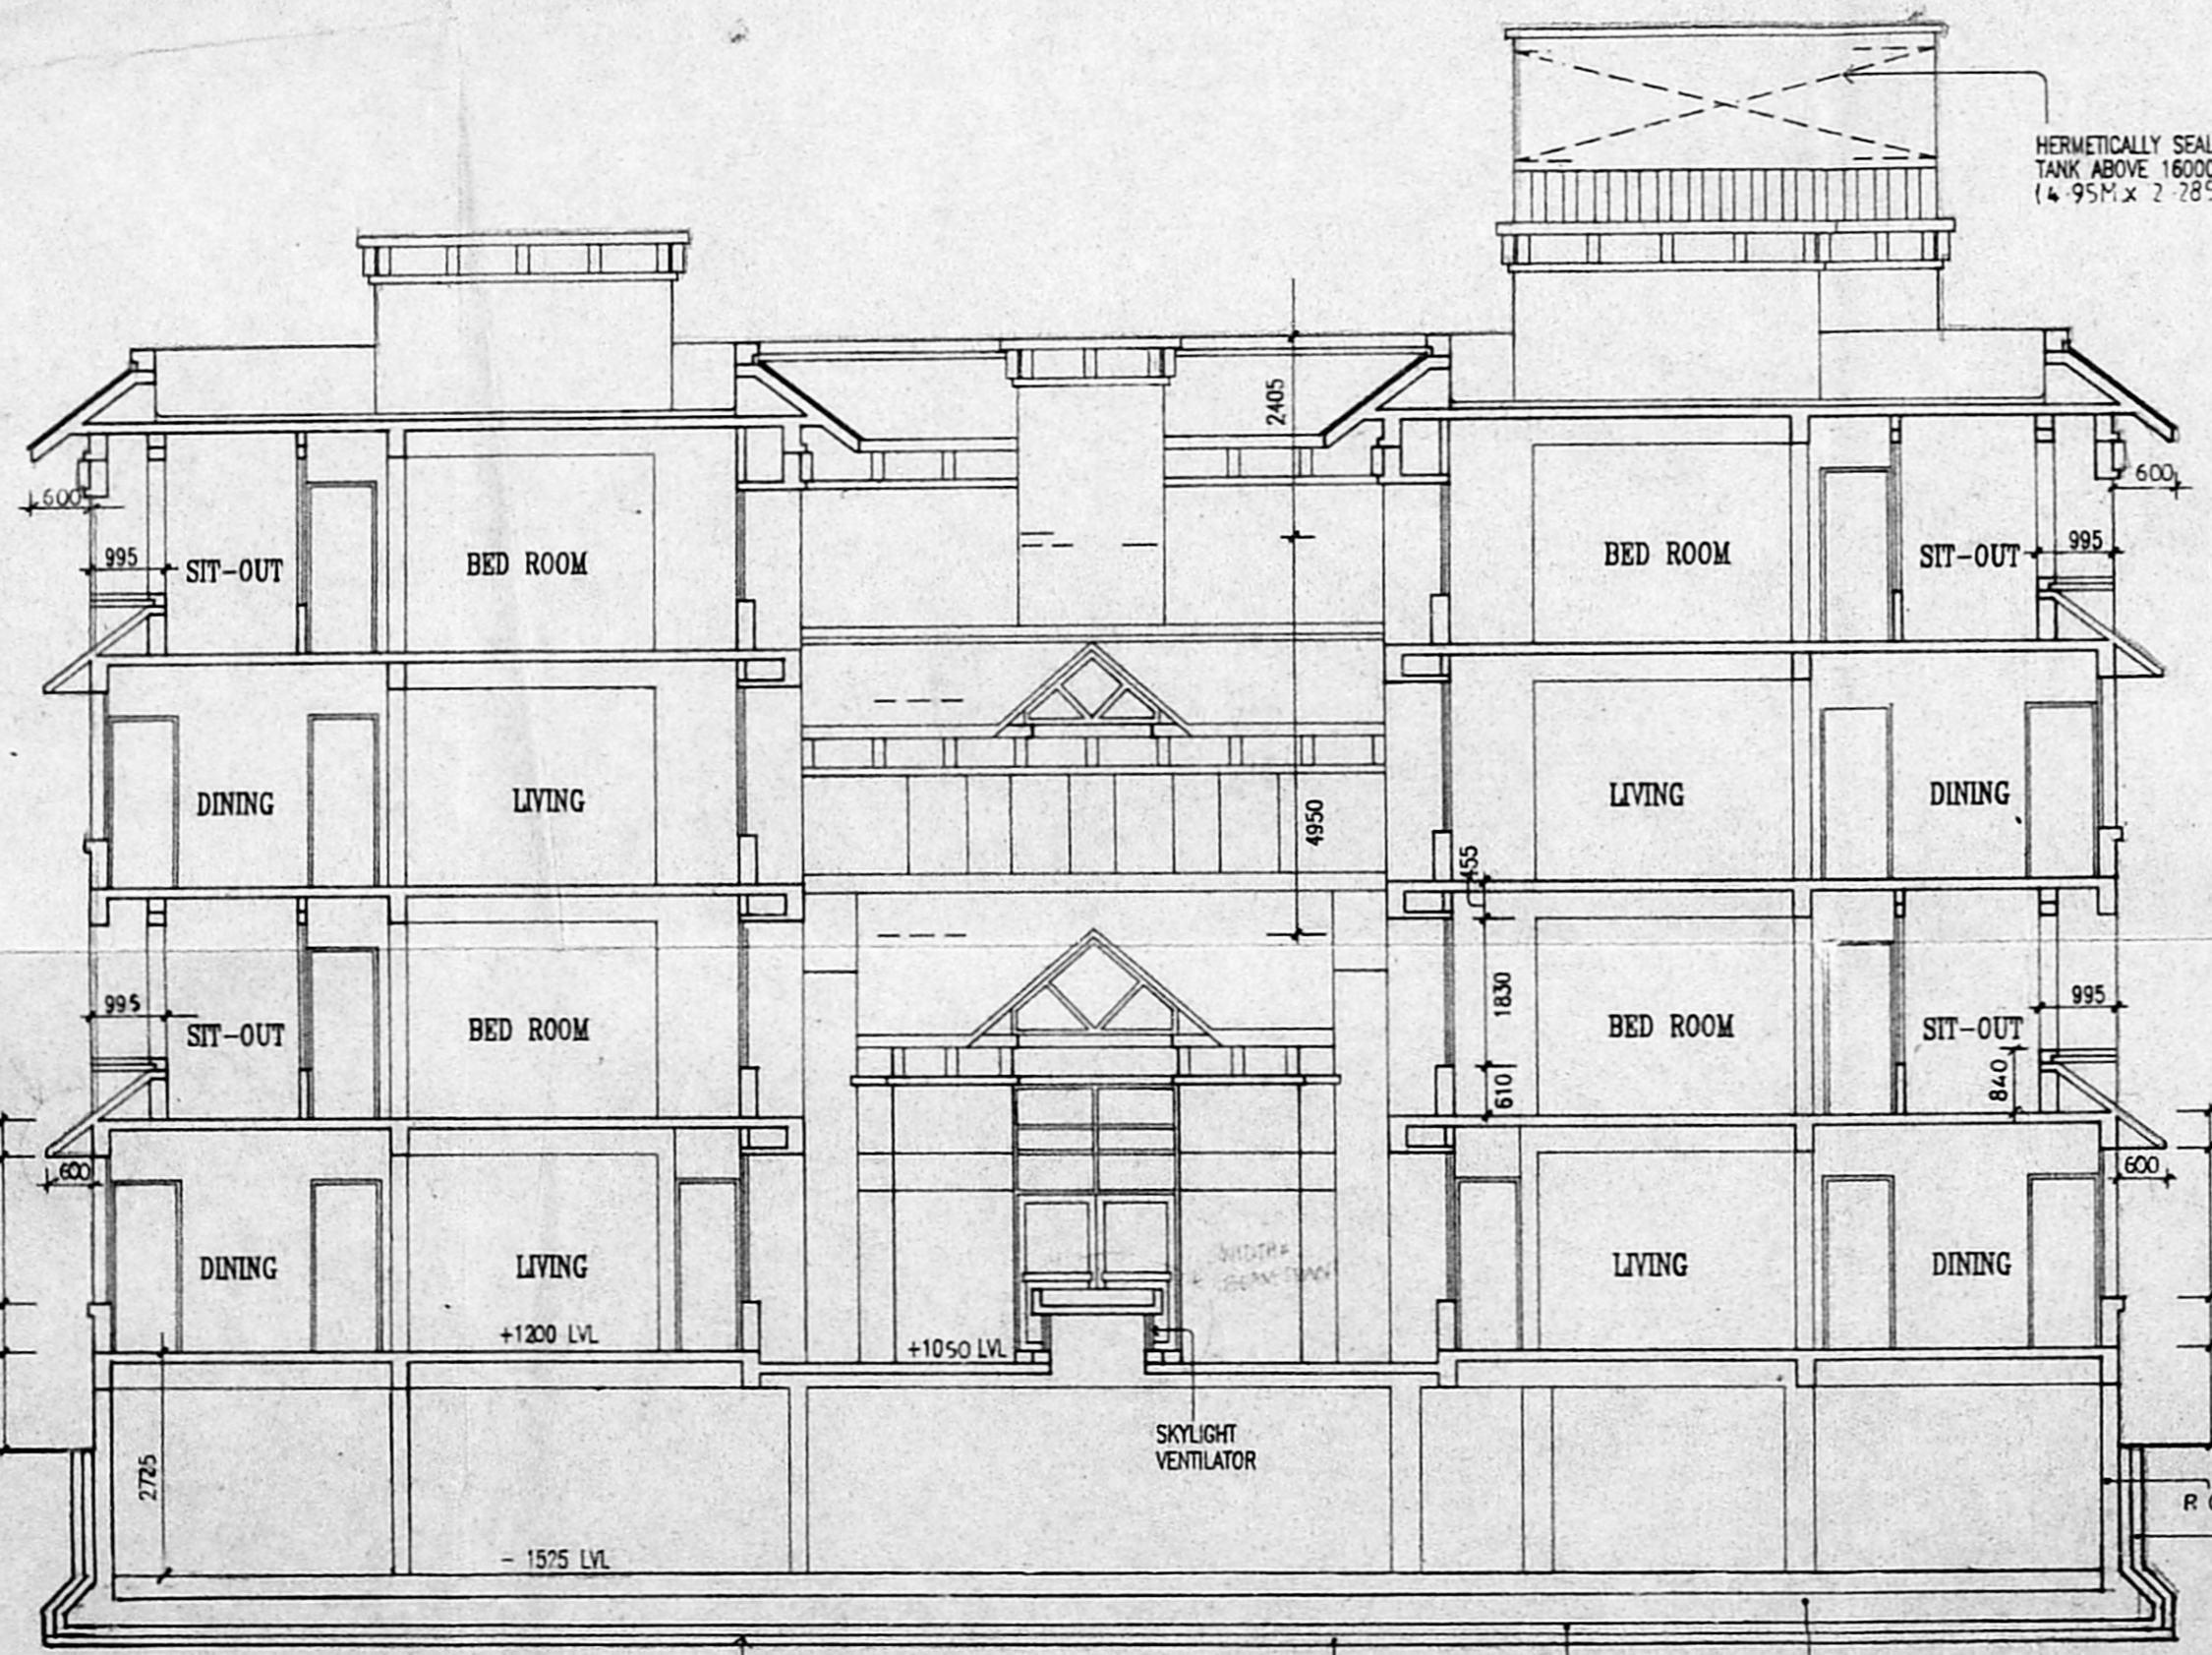 HERMETICALLY SEAL
TANK ABOVE 16000
(4.95M x 2.285
2405
600
600
995
SIT-OUT
BED ROOM
BED ROOM
SIT-OUT
995
DINING
LIVING
4950
LIVING
DINING
455
995
SIT-OUT
BED ROOM
1830
BED ROOM
SIT-OUT
995
610
840
600
600
DINING
LIVING
WIDTH
LIVING
DINING
+1200 LVL
+1050 LVL
SKYLIGHT
VENTILATOR
2725
R
- 1525 LVL